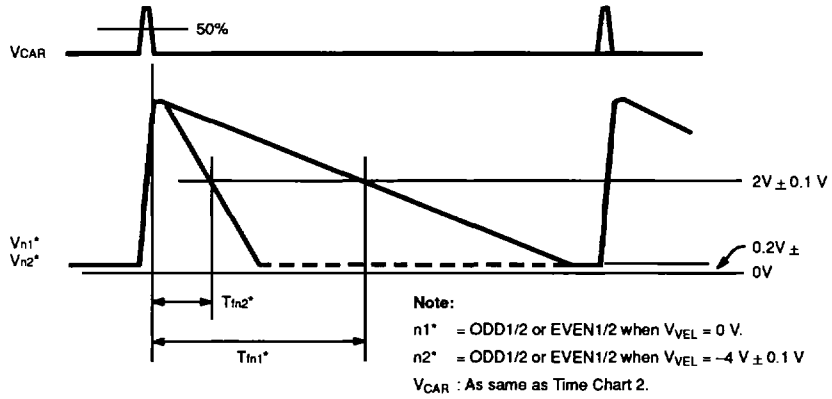 50%
VCAR
2V ± 0.1 V
Vn1*
Vn2*
0.2V ±
0V
Tfn2*
Tfn1*
Note:
n1* = ODD1/2 or EVEN1/2 when VVEL = 0 V.
n2* = ODD1/2 or EVEN1/2 when VVEL = –4 V ± 0.1 V
VCAR : As same as Time Chart 2.